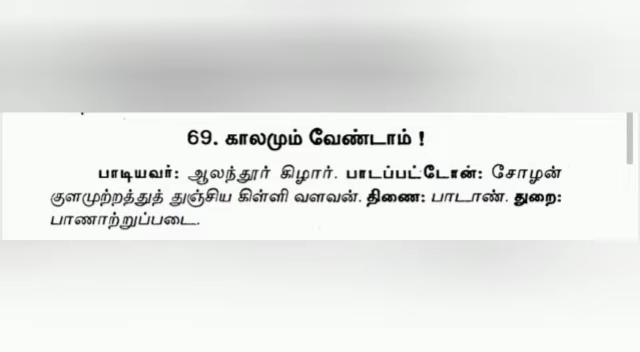 69. காலமும் வேண்டாம் !
பாடியவர்: ஆலந்தூர் கிழார். பாடப்பட்டோன்: சோழன்
குளமுற்றத்துத் துஞ்சிய கிள்ளி வளவன். திணை: பாடாண். துறை:
பாணாற்றுப்படை.